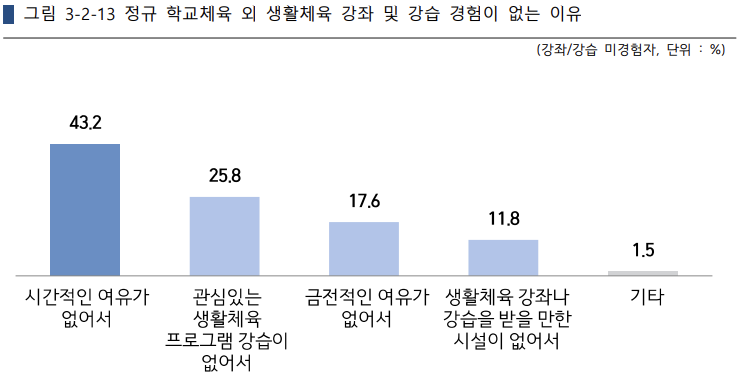 그림 3-2-13 정규 학교체육 외 생활체육 강좌 및 강습 경험이 없는 이유
(강좌/강습 미경험자, 단위 : %)
43.2
25.8
17.6
11.8
1.5
시간적인 여유가
없어서
관심있는
생활체육
프로그램 강습이
없어서
금전적인 여유가
없어서
생활체육 강좌나
강습을 받을 만한
시설이 없어서
기타